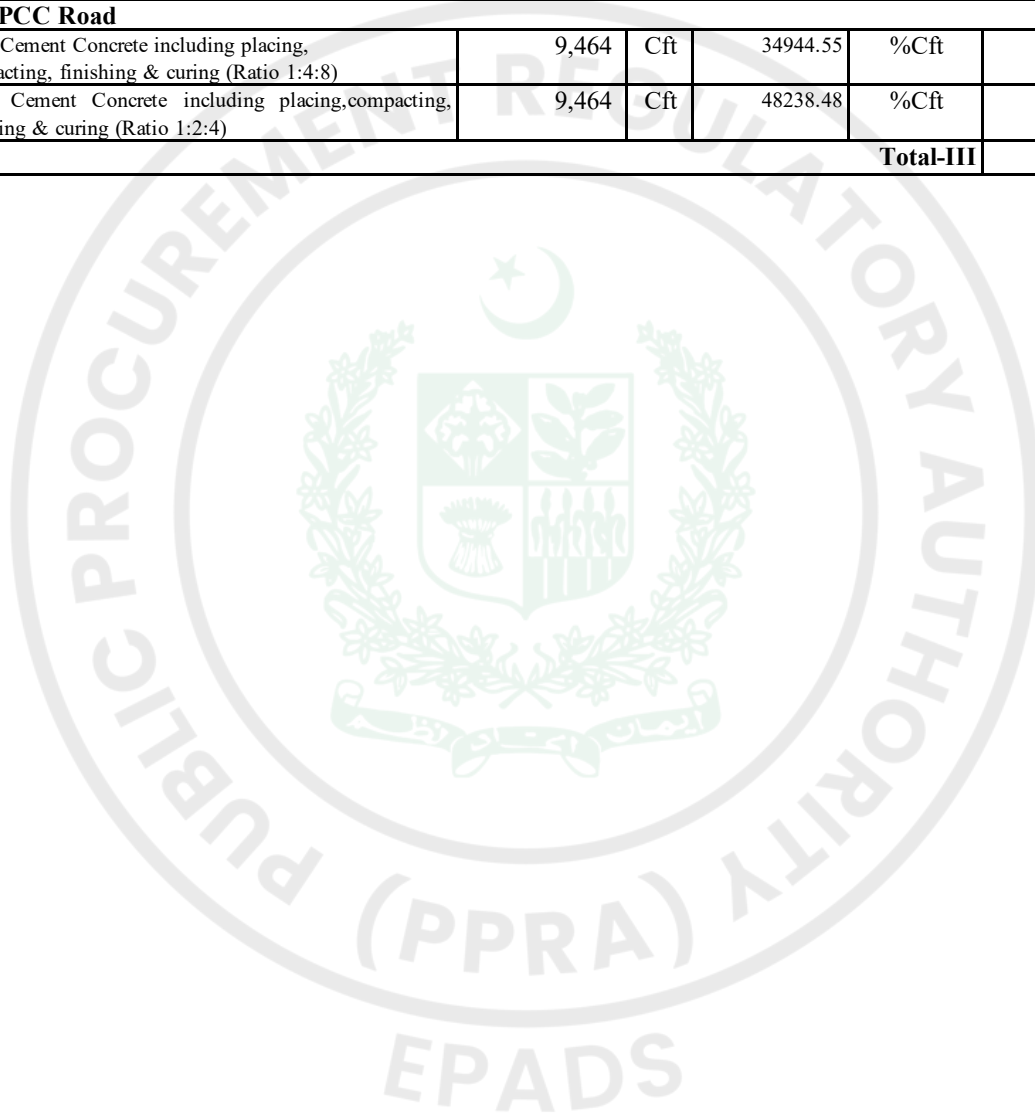 PCC Road
Cement Concrete including placing, 9,464 Cft 34944.55 %Cft
acting, finishing & curing (Ratio 1:4:8)
Cement Concrete including placing,compacting, 9,464 Cft 48238.48 %Cft
ing & curing (Ratio 1:2:4)
Total-III
PUBLIC PROCUREMENT REGULATORY AUTHORITY
(PPRA)
EPADS